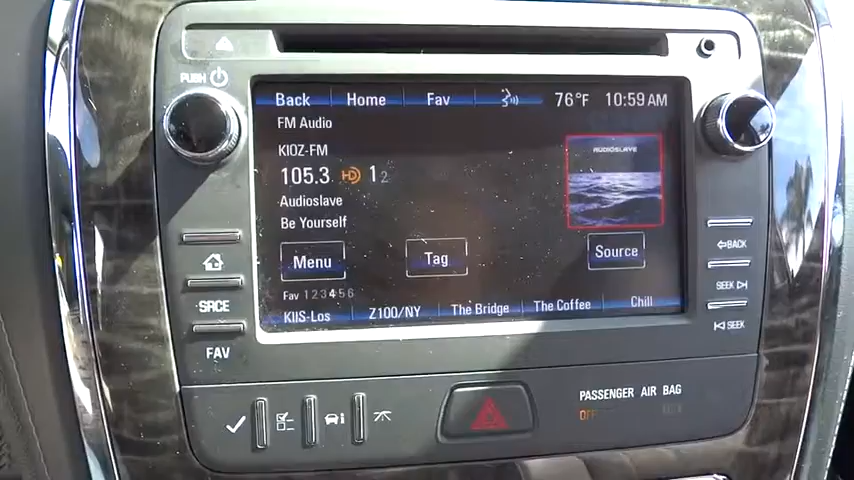 PUSH
Back Home Fav 76°F 10:59 AM
FM Audio
KIOZ-FM
105.3 HD 1 2
Audioslave
Be Yourself
AUDIOSLAVE
Menu Tag Source
Fav 1 2 3 4 5 6
KIIS-Los Z100/NY The Bridge The Coffee Chill
SRCE
FAV
BACK
SEEK
SEEK
PASSENGER AIR BAG
OFF